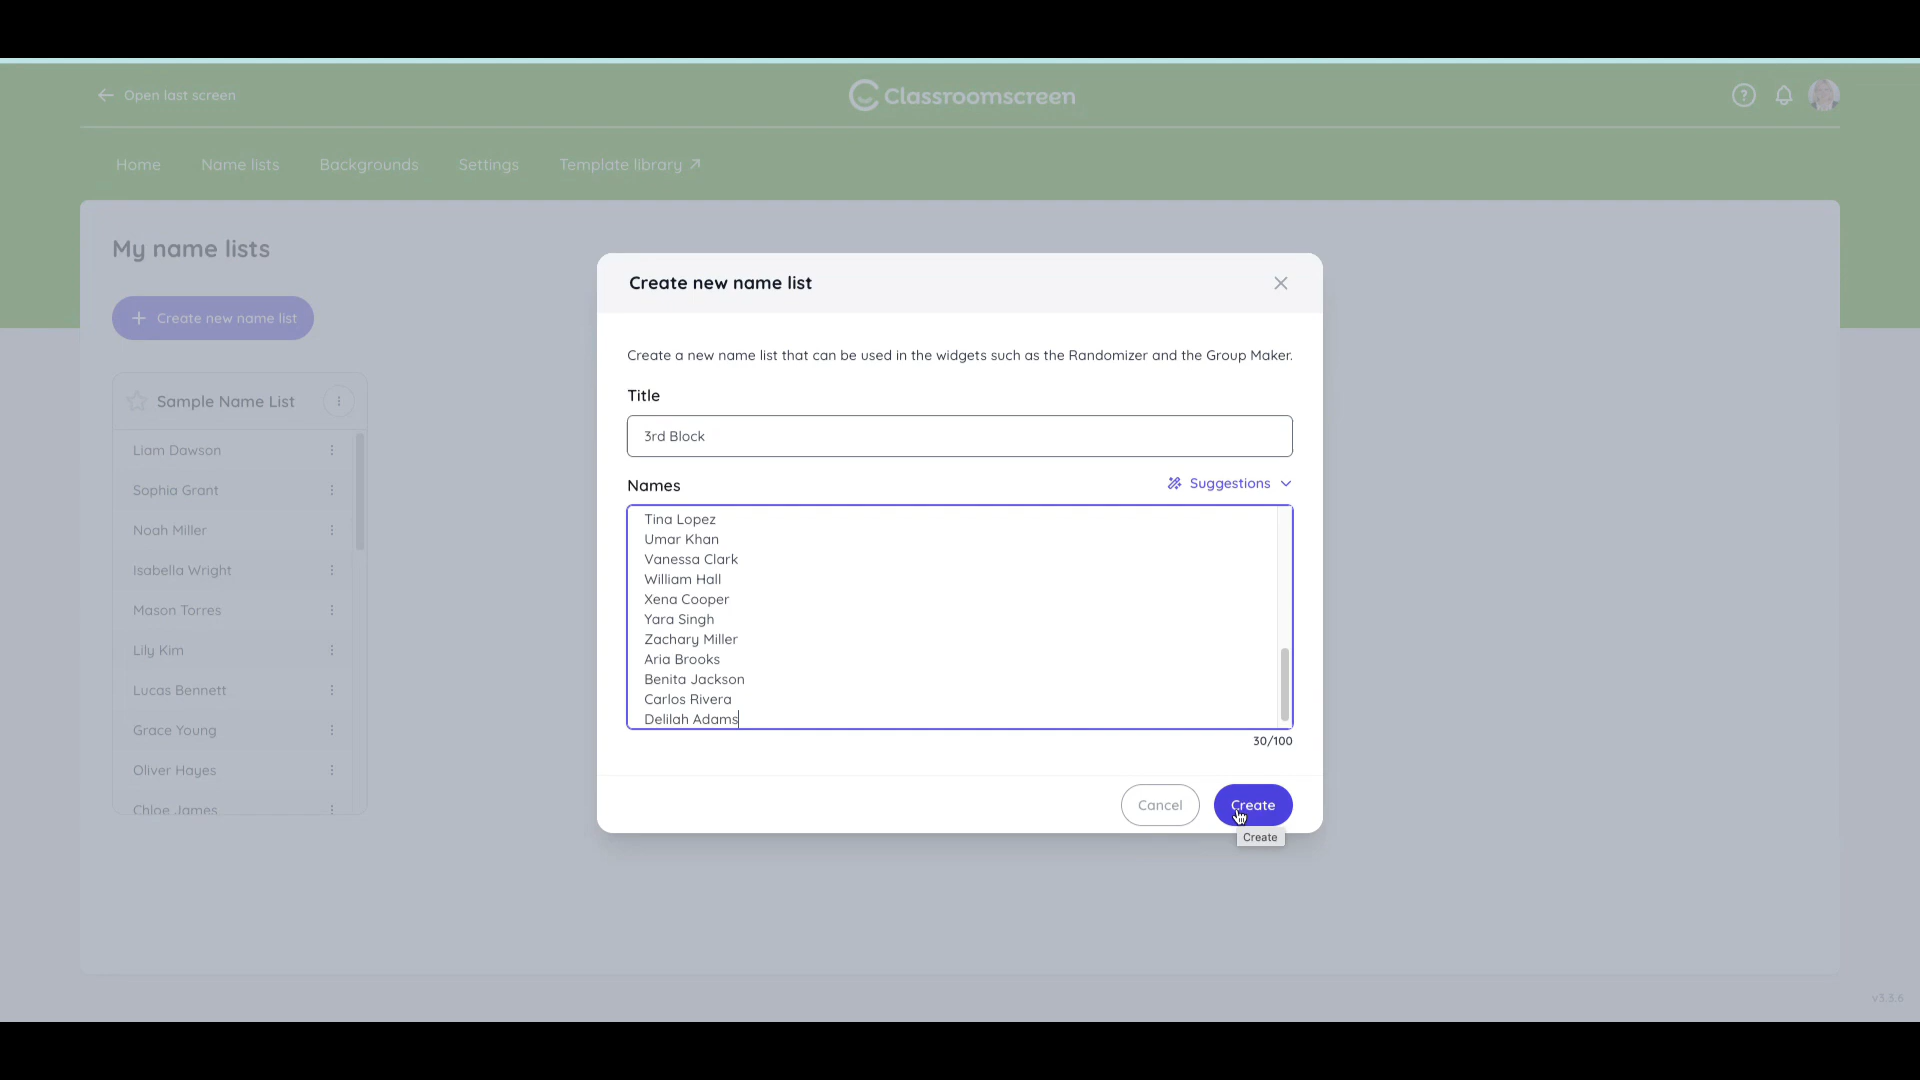 Open last screen
Classroomscreen
Home
Name lists
Backgrounds
Settings
Template library
My name lists
Create new name list
Sample Name List
Liam Dawson
Sophia Grant
Noah Miller
Isabella Wright
Mason Torres
Lily Kim
Lucas Bennett
Grace Young
Oliver Hayes
Chloe James
Create new name list
Create a new name list that can be used in the widgets such as the Randomizer and the Group Maker.
Title
3rd Block
Names
Suggestions
Tina Lopez
Umar Khan
Vanessa Clark
William Hall
Xena Cooper
Yara Singh
Zachary Miller
Aria Brooks
Benita Jackson
Carlos Rivera
Delilah Adams
30/100
Cancel
Create
Create
v3.3.6